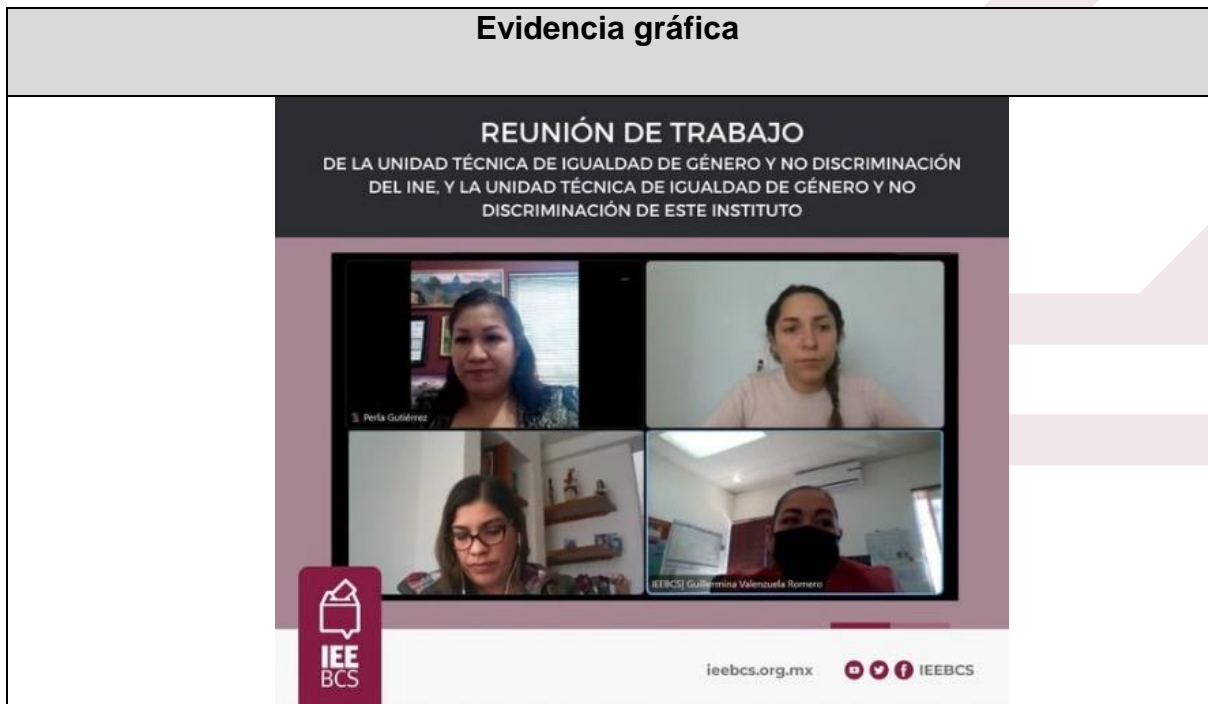 Evidencia gráfica
REUNIÓN DE TRABAJO
DE LA UNIDAD TÉCNICA DE IGUALDAD DE GÉNERO Y NO DISCRIMINACIÓN
DEL INE, Y LA UNIDAD TÉCNICA DE IGUALDAD DE GÉNERO Y NO
DISCRIMINACIÓN DE ESTE INSTITUTO
Perla Gutiérrez
IEEBCS| Guillermina Valenzuela Romero
IEE
BCS
ieebcs.org.mx
IEEBCS